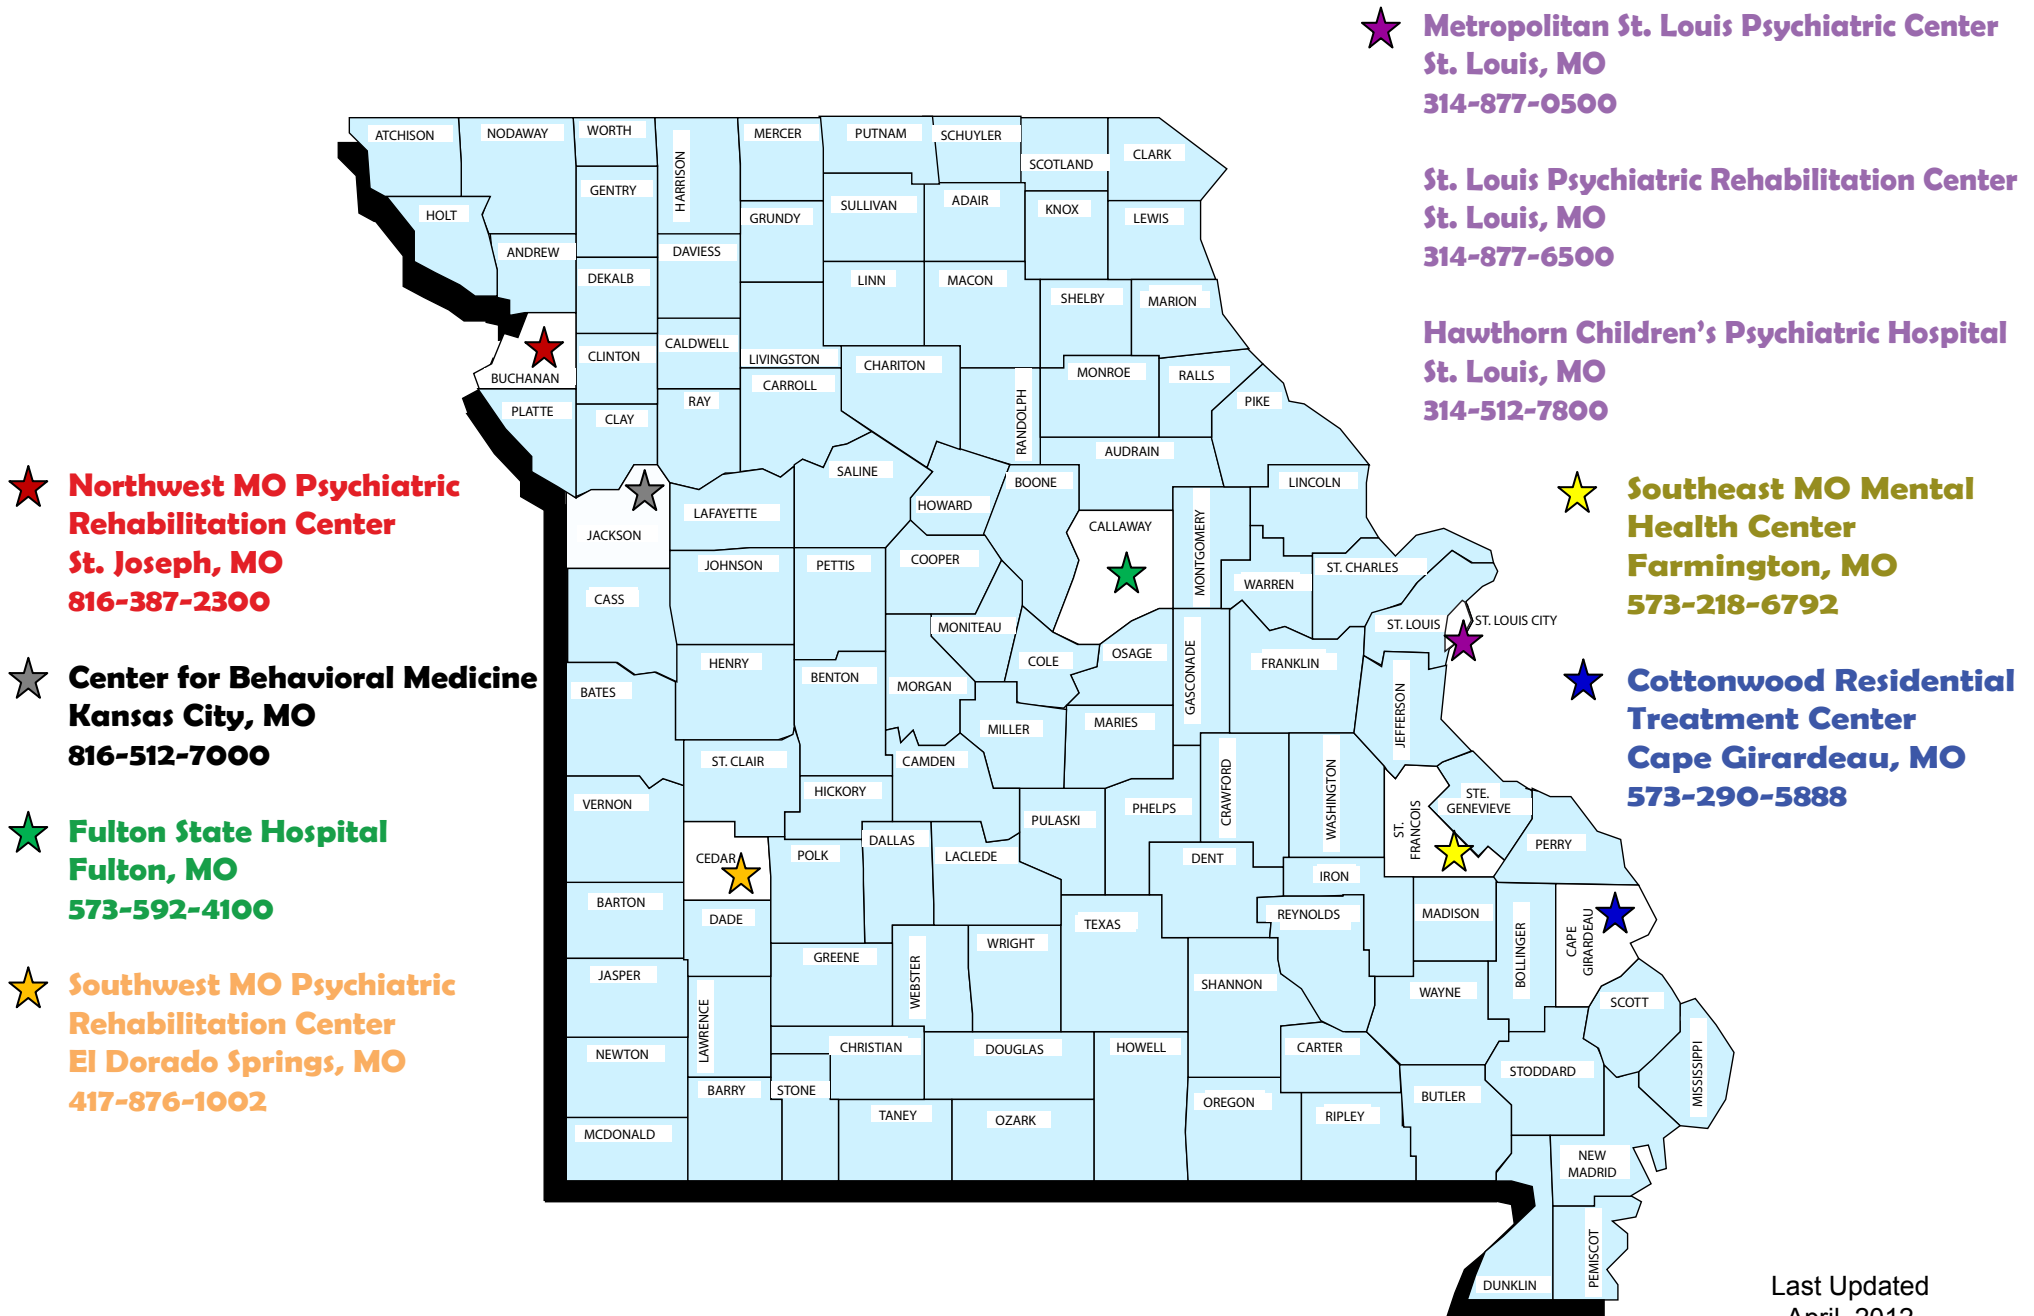 Metropolitan St. Louis Psychiatric Center
St. Louis, MO
314-877-0500
St. Louis Psychiatric Rehabilitation Center
St. Louis, MO
314-877-6500
Hawthorn Children's Psychiatric Hospital
St. Louis, MO
314-512-7800
Northwest MO Psychiatric
Rehabilitation Center
St. Joseph, MO
816-387-2300
Center for Behavioral Medicine
Kansas City, MO
816-512-7000
Fulton State Hospital
Fulton, MO
573-592-4100
Southwest MO Psychiatric
Rehabilitation Center
El Dorado Springs, MO
417-876-1002
Southeast MO Mental
Health Center
Farmington, MO
573-218-6792
Cottonwood Residential
Treatment Center
Cape Girardeau, MO
573-290-5888
ATCHISON
NODAWAY
WORTH
HARRISON
MERCER
PUTNAM
SCHUYLER
SCOTLAND
CLARK
HOLT
GENTRY
GRUNDY
SULLIVAN
ADAIR
KNOX
LEWIS
ANDREW
DEKALB
DAVIESS
LINN
MACON
SHELBY
MARION
BUCHANAN
CLINTON
CALDWELL
LIVINGSTON
CHARITON
MONROE
RALLS
PLATTE
CLAY
RAY
CARROLL
RANDOLPH
PIKE
AUDRAIN
SALINE
BOONE
LINCOLN
JACKSON
LAFAYETTE
HOWARD
CALLAWAY
MONTGOMERY
CASS
JOHNSON
PETTIS
COOPER
WARREN
ST. CHARLES
MONITEAU
ST. LOUIS
ST. LOUIS CITY
BATES
HENRY
BENTON
MORGAN
COLE
OSAGE
GASCONADE
FRANKLIN
JEFFERSON
MILLER
MARIES
ST. CLAIR
CAMDEN
VERNON
HICKORY
PULASKI
PHELPS
CRAWFORD
WASHINGTON
ST.
FRANCOIS
STE.
GENEVIEVE
PERRY
CEDAR
POLK
DALLAS
LACLEDE
DENT
IRON
BARTON
DADE
TEXAS
REYNOLDS
MADISON
BOLLINGER
CAPE
GIRARDEAU
JASPER
GREENE
WEBSTER
WRIGHT
SHANNON
WAYNE
SCOTT
LAWRENCE
NEWTON
CHRISTIAN
DOUGLAS
HOWELL
CARTER
STODDARD
MISSISSIPPI
BARRY
STONE
TANEY
OZARK
OREGON
RIPLEY
BUTLER
MCDONALD
NEW
MADRID
PEMISCOT
DUNKLIN
Last Updated
April, 2012